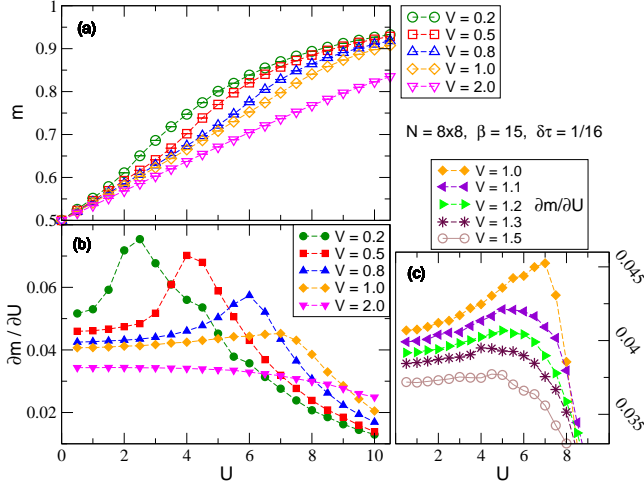 1
0.9
0.8
0.7
0.6
0.5
m
(a)
V = 0.2
V = 0.5
V = 0.8
V = 1.0
V = 2.0
N = 8x8, β = 15, δτ = 1/16
(b)
V = 0.2
V = 0.5
V = 0.8
V = 1.0
V = 2.0
0.06
0.04
0.02
∂m / ∂U
0 2 4 6 8 10
U
V = 1.0
V = 1.1
V = 1.2 ∂m/∂U
V = 1.3
V = 1.5
(c)
0.045
0.04
0.035
2 4 6 8
U